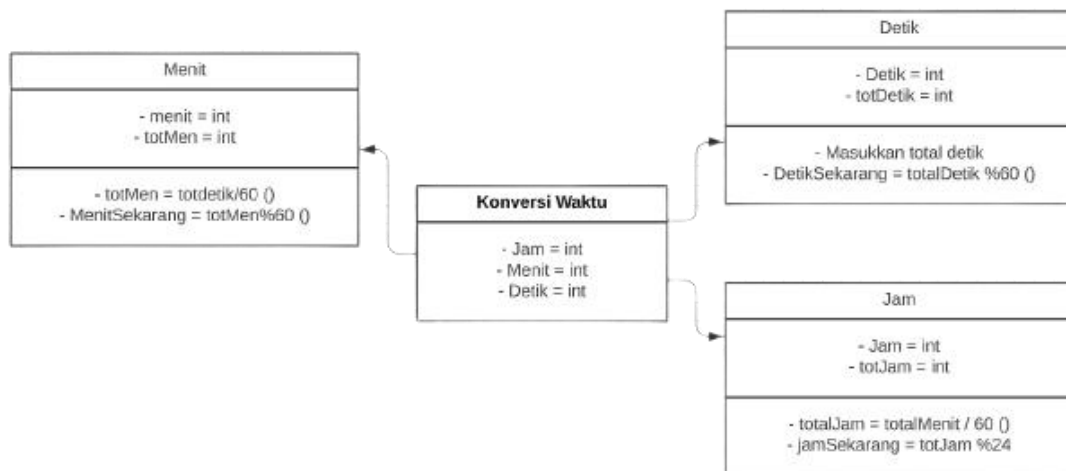 Menit
- menit = int
- totMen = int
- totMen = totdetik/60 ()
- MenitSekarang = totMen%60 ()
Konversi Waktu
- Jam = int
- Menit = int
- Detik = int
Detik
- Detik = int
- totDetik = int
- Masukkan total detik
- DetikSekarang = totalDetik %60 ()
Jam
- Jam = int
- totJam = int
- totalJam = totalMenit / 60 ()
- jamSekarang = totJam %24